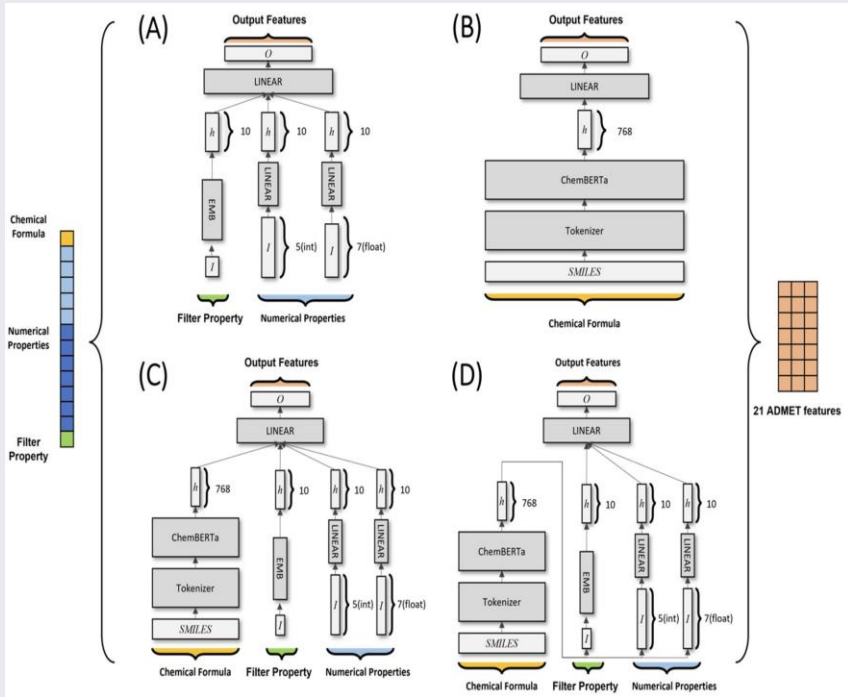 Chemical
Formula
Numerical
Properties
Filter
Property
(A)
Output Features
O
LINEAR
h
10
h
10
h
10
EMB
LINEAR
LINEAR
I
I
5(int)
I
7(float)
Filter Property
Numerical Properties
(B)
Output Features
O
LINEAR
h
768
ChemBERTa
Tokenizer
SMILES
Chemical Formula
(C)
Output Features
O
LINEAR
h
768
h
10
h
10
h
10
ChemBERTa
EMB
LINEAR
LINEAR
Tokenizer
I
5(int)
I
7(float)
SMILES
I
Chemical Formula
Filter Property
Numerical Properties
(D)
Output Features
O
LINEAR
h
768
h
10
h
10
h
10
ChemBERTa
EMB
LINEAR
LINEAR
Tokenizer
I
5(int)
I
7(float)
SMILES
I
Chemical Formula
Filter Property
Numerical Properties
21 ADMET features